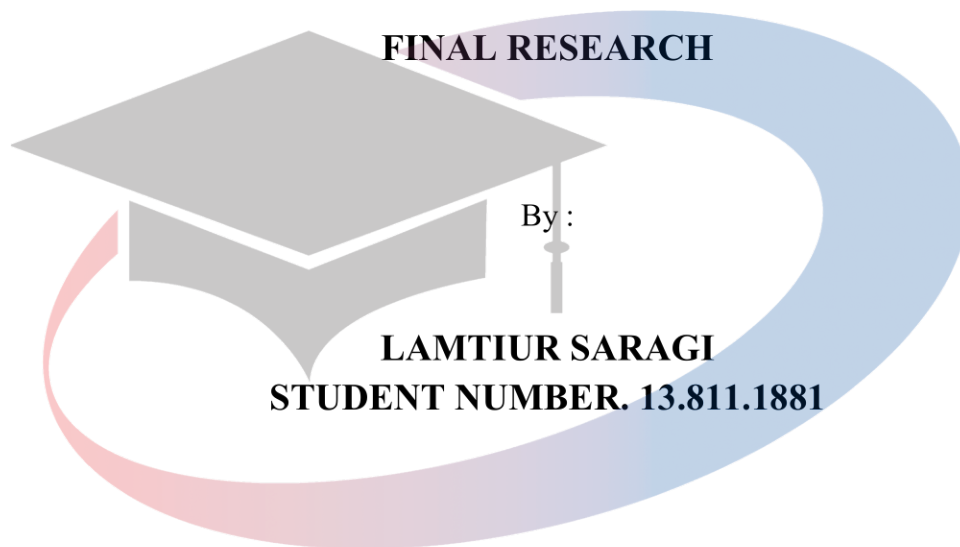 FINAL RESEARCH
By :
LAMTIUR SARAGI
STUDENT NUMBER. 13.811.1881